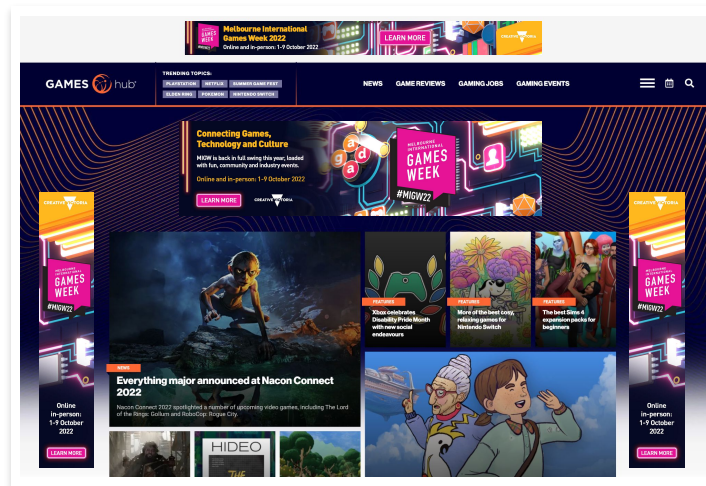 Melbourne International
Games Week 2022
Online and in-person: 1-9 October 2022
LEARN MORE
CREATIVE VICTORIA
GAMES hub
TRENDING TOPICS:
PLAYSTATION NETFLIX SUMMER GAME FEST
ELDEN RING POKEMON NINTENDO SWITCH
NEWS GAME REVIEWS GAMING JOBS GAMING EVENTS
Connecting Games,
Technology and Culture
MIGW is back in full swing this year, loaded
with fun, community and industry events.
Online and in-person: 1-9 October 2022
LEARN MORE
CREATIVE VICTORIA
MELBOURNE
INTERNATIONAL
GAMES
WEEK
#MIGW22
CREATIVE VICTORIA
MELBOURNE
INTERNATIONAL
GAMES
WEEK
#MIGW22
Online
in-person:
1-9 October
2022
LEARN MORE
NEWS
Everything major announced at Nacon Connect
2022
Nacon Connect 2022 spotlighted a number of upcoming video games, including The Lord
of the Rings: Gollum and RoboCop: Rogue City.
FEATURES
Xbox celebrates
Disability Pride Month
with new social
endeavours
FEATURES
More of the best cosy,
relaxing games for
Nintendo Switch
FEATURES
The best Sims 4
expansion packs for
beginners
HIDEO
THE
CREATIVE VICTORIA
MELBOURNE
INTERNATIONAL
GAMES
WEEK
#MIGW22
Online
in-person:
1-9 October
2022
LEARN MORE